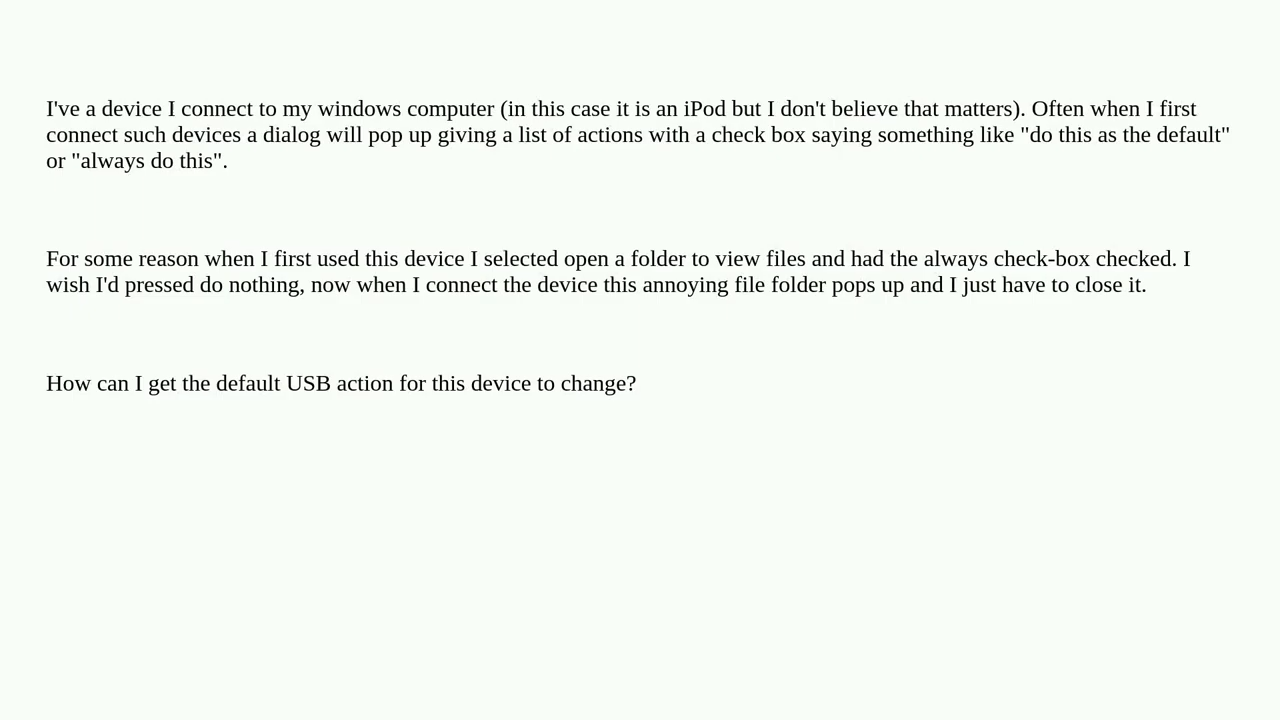 I've a device I connect to my windows computer (in this case it is an iPod but I don't believe that matters). Often when I first
connect such devices a dialog will pop up giving a list of actions with a check box saying something like "do this as the default"
or "always do this".
For some reason when I first used this device I selected open a folder to view files and had the always check-box checked. I
wish I'd pressed do nothing, now when I connect the device this annoying file folder pops up and I just have to close it.
How can I get the default USB action for this device to change?